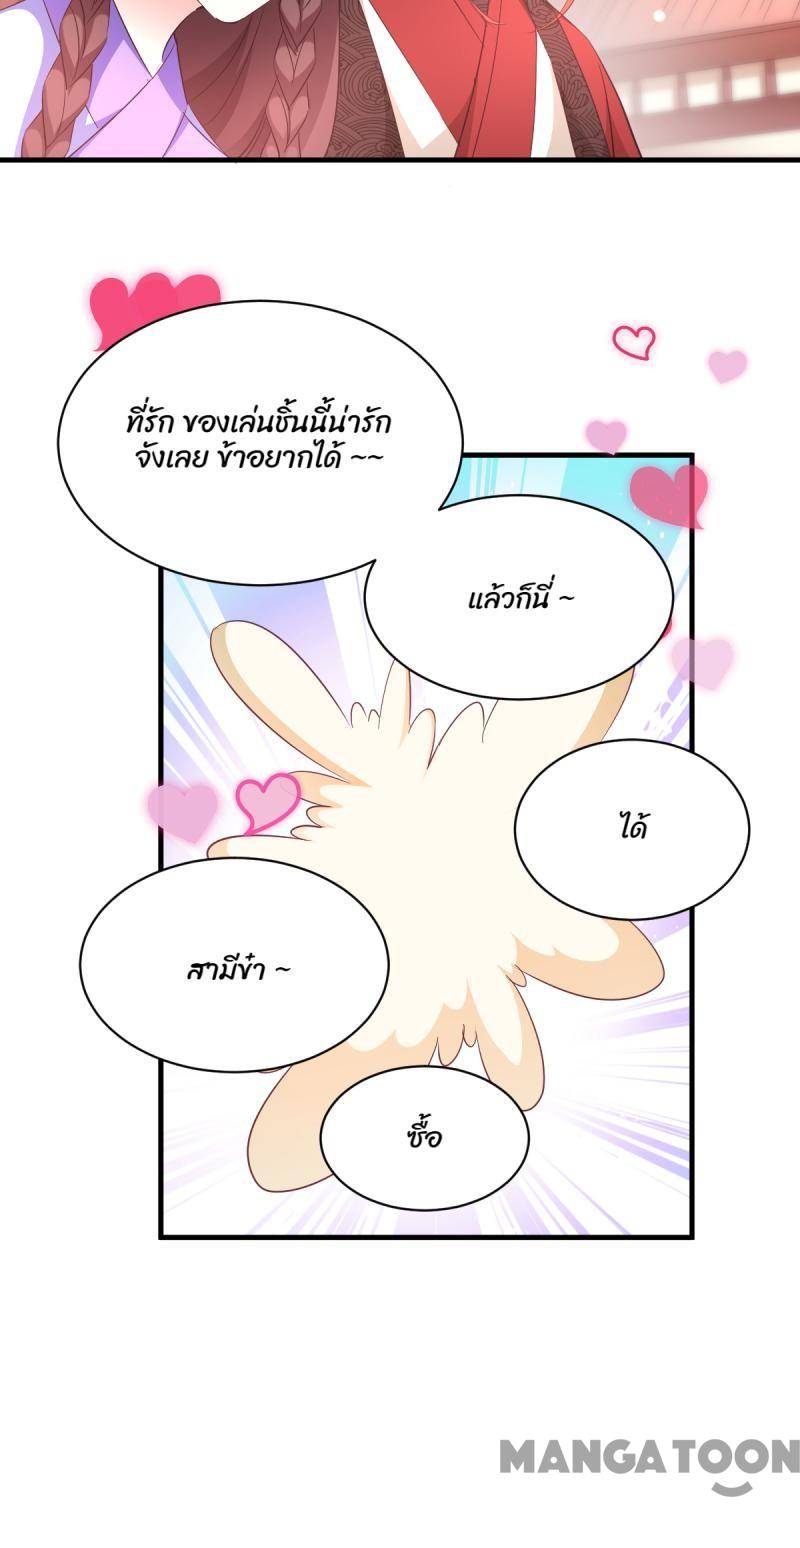 ที่รัก ของเล่นชิ้นนี้น่ารัก
จังเลย ข้าอยากได้ ~~
แล้วก็นี่ ~
ได้
สามีข๋า ~
ซื้อ
MANGATOON